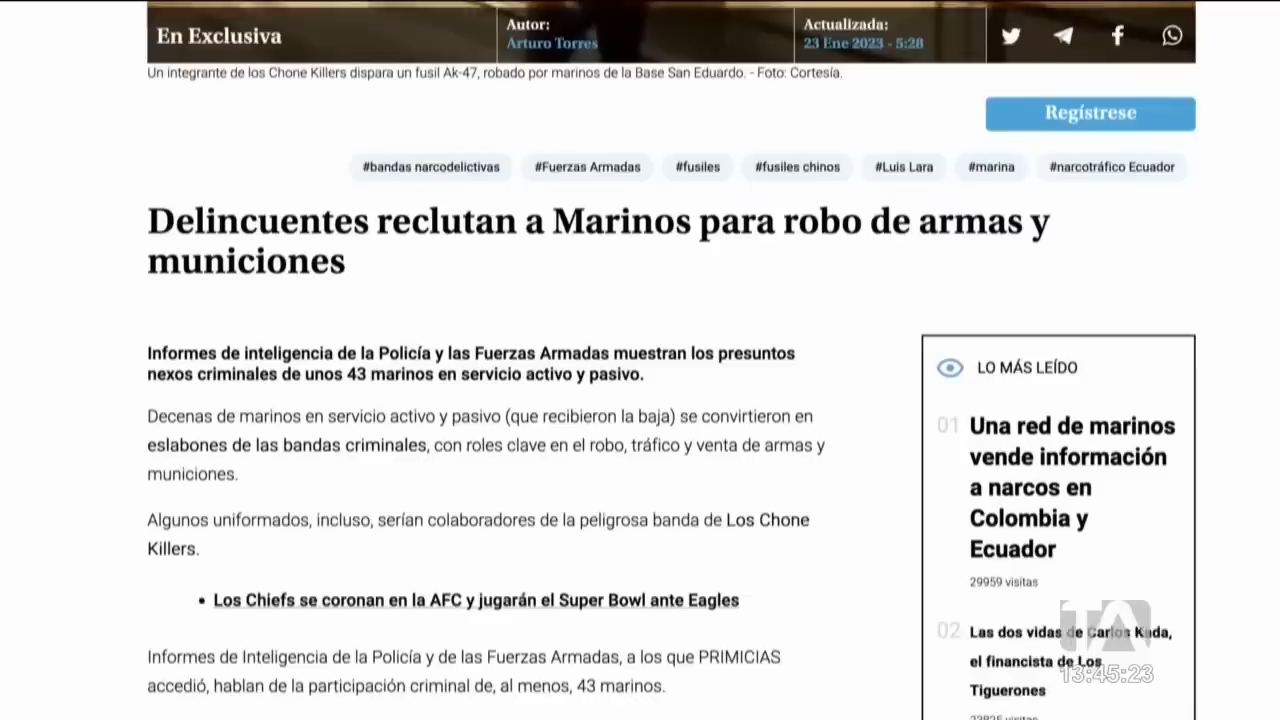 En Exclusiva
Autor:
Arturo Torres
Actualizada:
23 Ene 2023 - 5:28
Un integrante de los Chone Killers dispara un fusil Ak-47, robado por marinos de la Base San Eduardo. - Foto: Cortesía.
Regístrese
#bandas narcodelictivas #Fuerzas Armadas #fusiles #fusiles chinos #Luis Lara #marina #narcotráfico Ecuador
Delincuentes reclutan a Marinos para robo de armas y
municiones
Informes de inteligencia de la Policía y las Fuerzas Armadas muestran los presuntos
nexos criminales de unos 43 marinos en servicio activo y pasivo.
Decenas de marinos en servicio activo y pasivo (que recibieron la baja) se convirtieron en
eslabones de las bandas criminales, con roles clave en el robo, tráfico y venta de armas y
municiones.
Algunos uniformados, incluso, serían colaboradores de la peligrosa banda de Los Chone
Killers.
• Los Chiefs se coronan en la AFC y jugarán el Super Bowl ante Eagles
Informes de Inteligencia de la Policía y de las Fuerzas Armadas, a los que PRIMICIAS
accedió, hablan de la participación criminal de, al menos, 43 marinos.
LO MÁS LEÍDO
01 Una red de marinos
vende información
a narcos en
Colombia y
Ecuador
29959 visitas
02 Las dos vidas de Carlos Kada,
el financista de Los
Tiguerones
TA
13:45:23